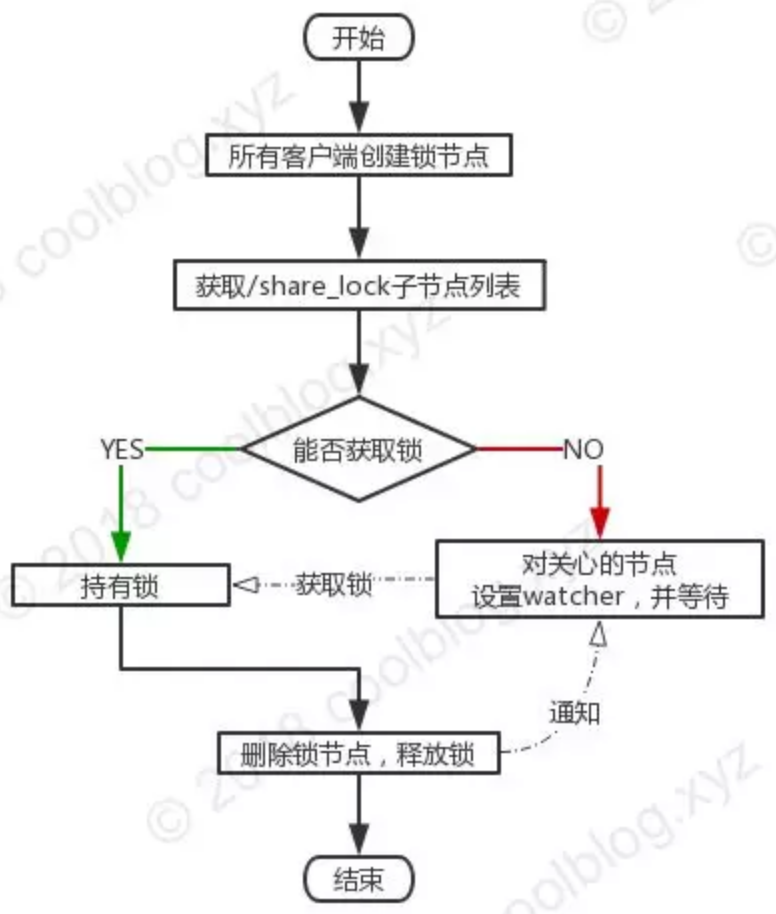 开始
所有客户端创建锁节点
获取/share_lock子节点列表
能否获取锁
YES
NO
对关心的节点
设置watcher，并等待
持有锁
获取锁
通知
删除锁节点，释放锁
结束
© 2018 coolblog.xyz